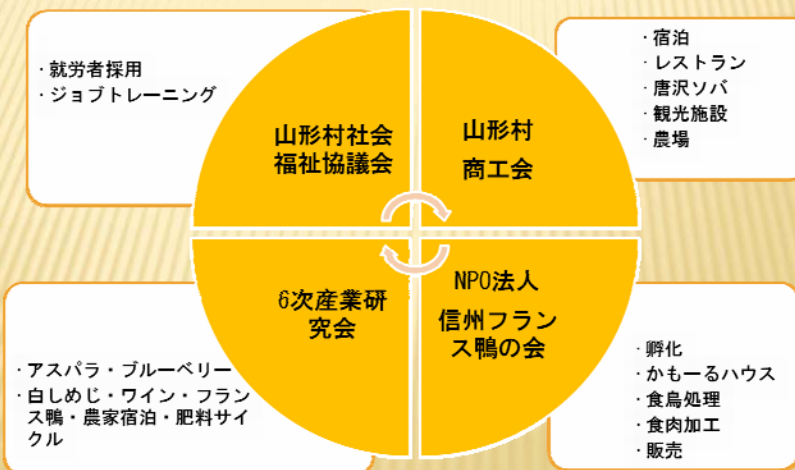 ・就労者採用
・ジョブトレーニング
山形村社会
福祉協議会
山形村
商工会
・宿泊
・レストラン
・唐沢ソバ
・観光施設
・農場
6次産業研
究会
NPO法人
信州フラン
ス鴨の会
・アスパラ・ブルーベリー
・白しめじ・ワイン・フラン
ス鴨・農家宿泊・肥料サイ
クル
・孵化
・かもーるハウス
・食鳥処理
・食肉加工
・販売